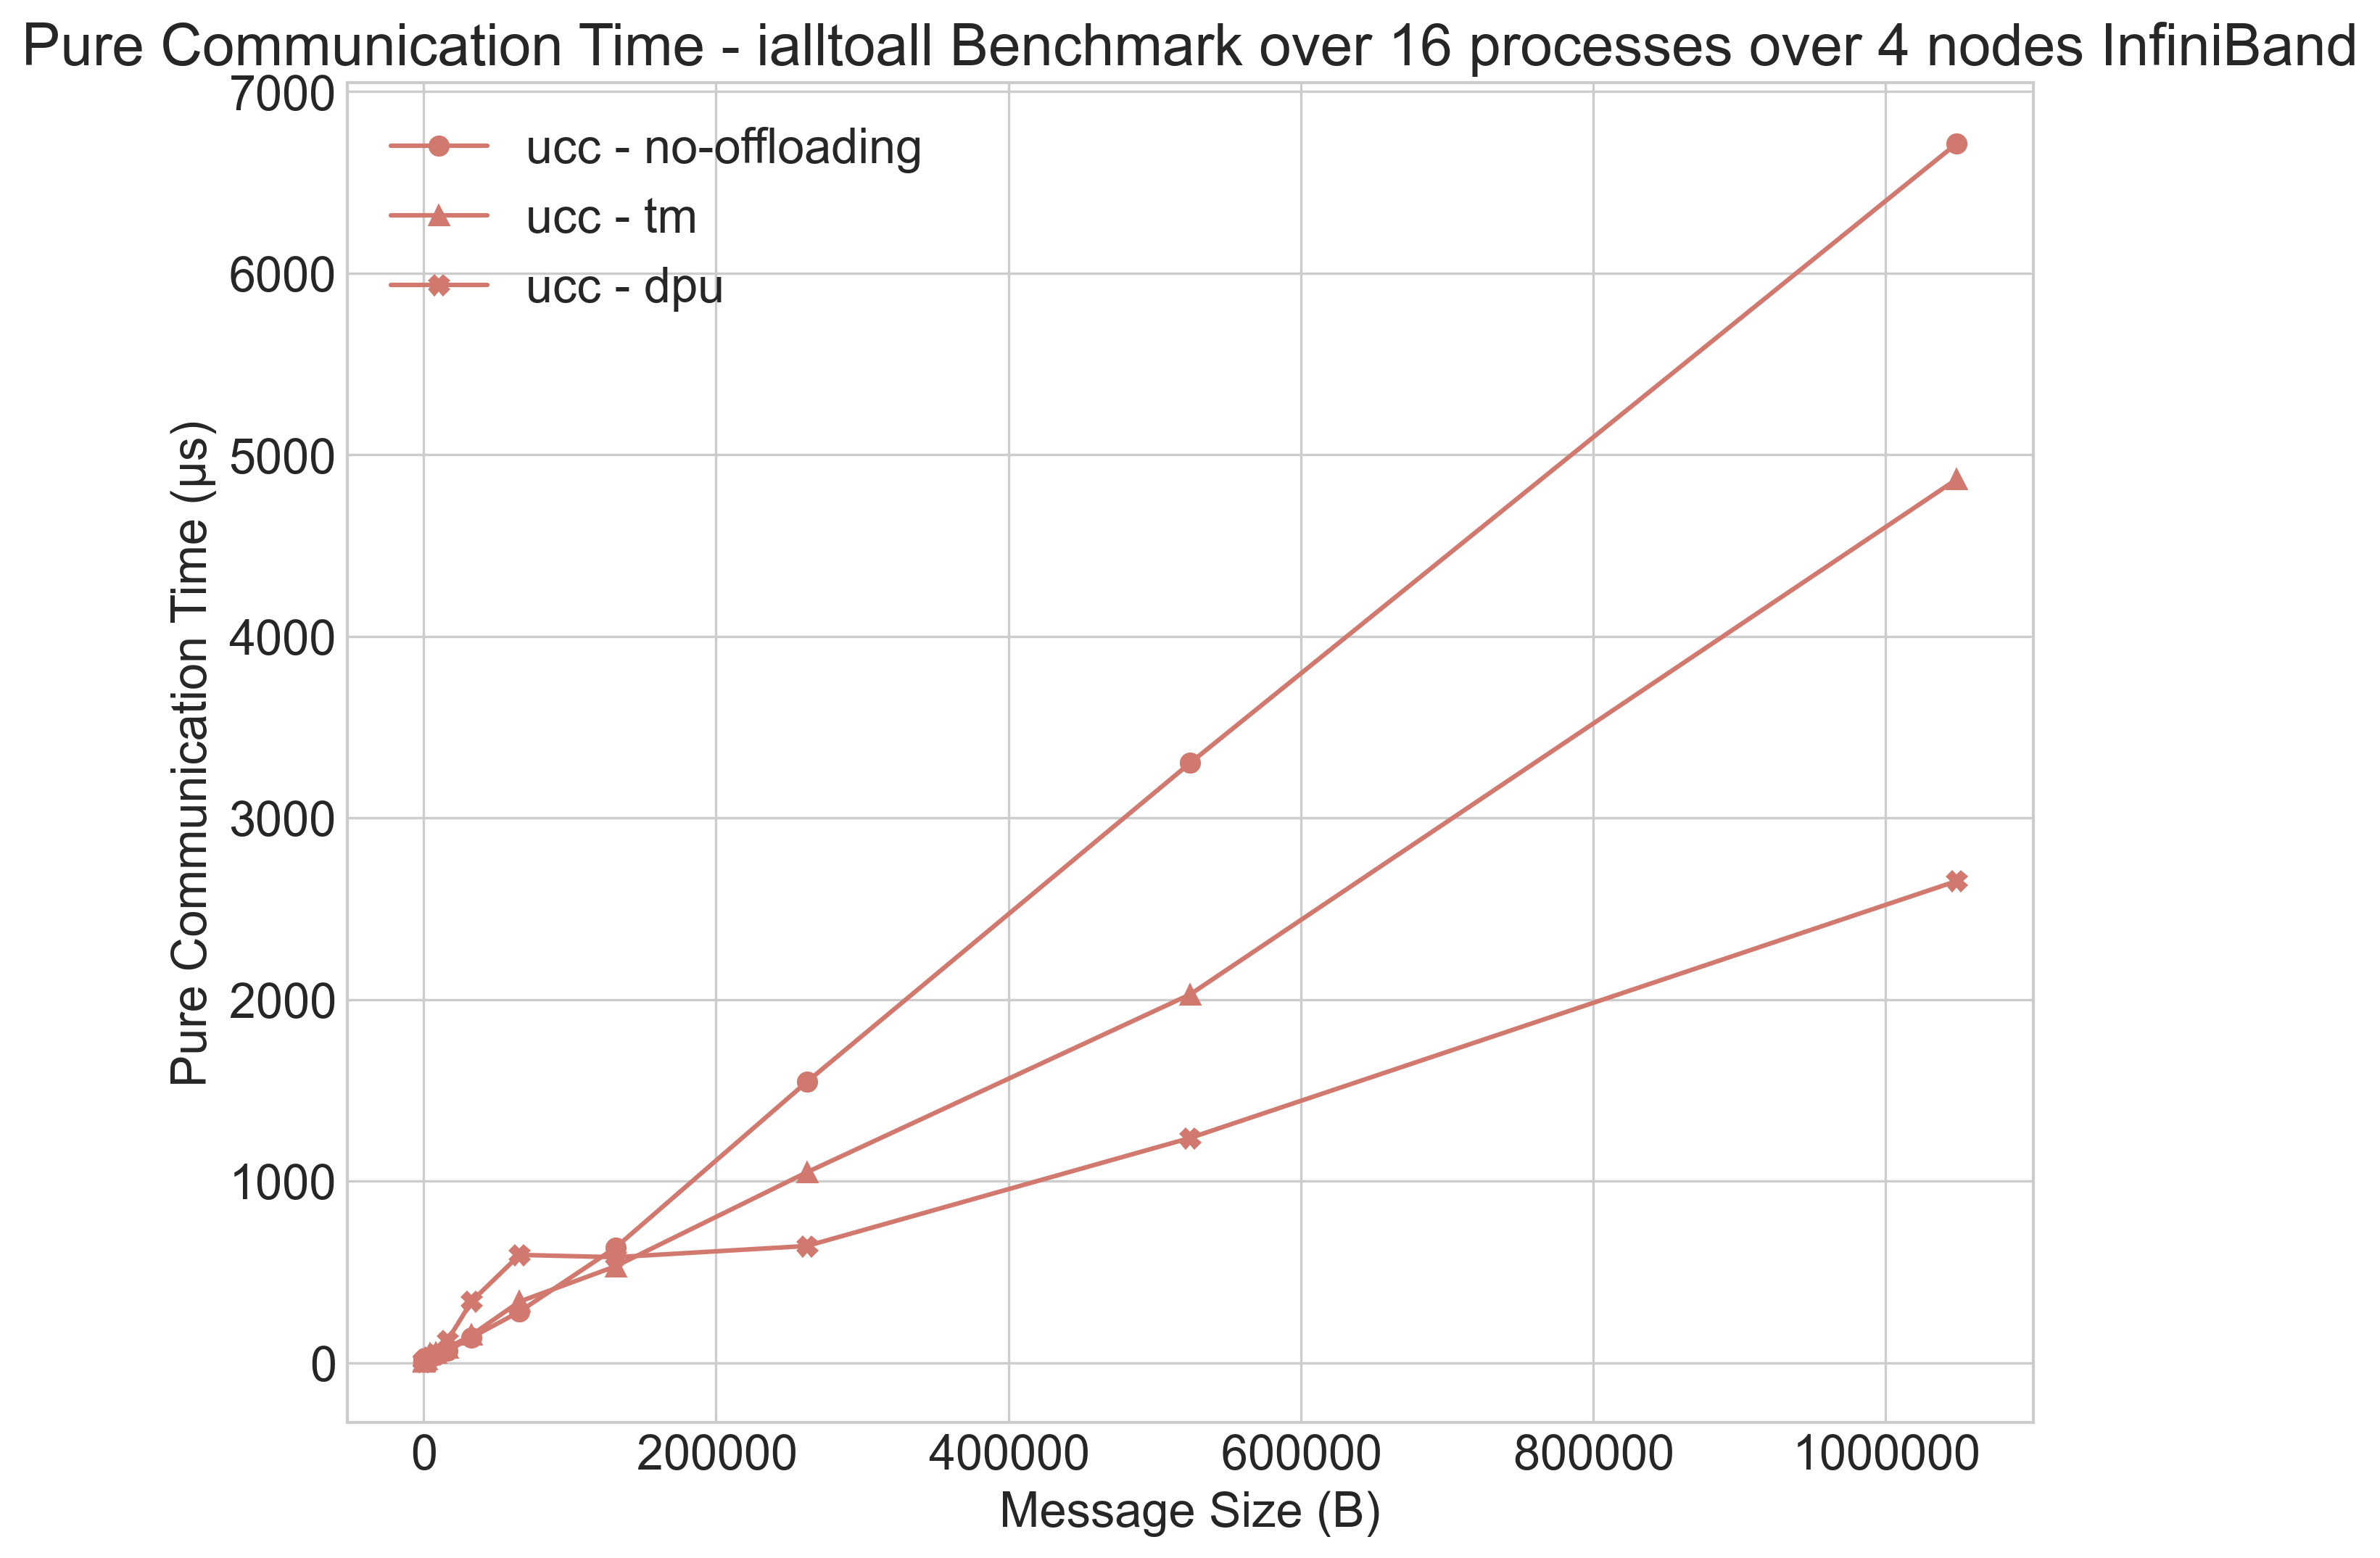 Pure Communication Time - ialltoall Benchmark over 16 processes over 4 nodes InfiniBand
7000
6000
5000
4000
3000
2000
1000
0
Pure Communication Time (μs)
ucc - no-offloading
ucc - tm
ucc - dpu
0 200000 400000 600000 800000 1000000
Message Size (B)